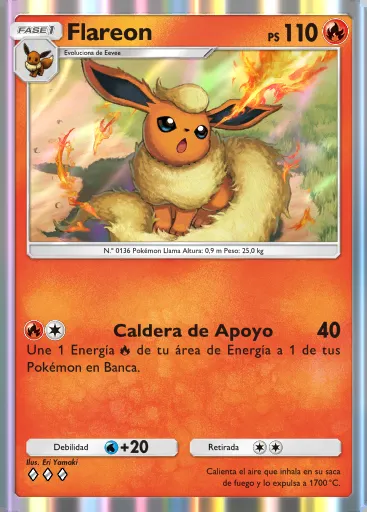 FASE 1 Flareon PS 110
Evoluciona de Eevee
N.º 0136 Pokémon Llama Altura: 0,9 m Peso: 25,0 kg
Caldera de Apoyo 40
Une 1 Energía de tu área de Energía a 1 de tus
Pokémon en Banca.
Debilidad +20 Retirada
Ilus. Eri Yamaki
Calienta el aire que inhala en su saca
de fuego y lo expulsa a 1700 °C.